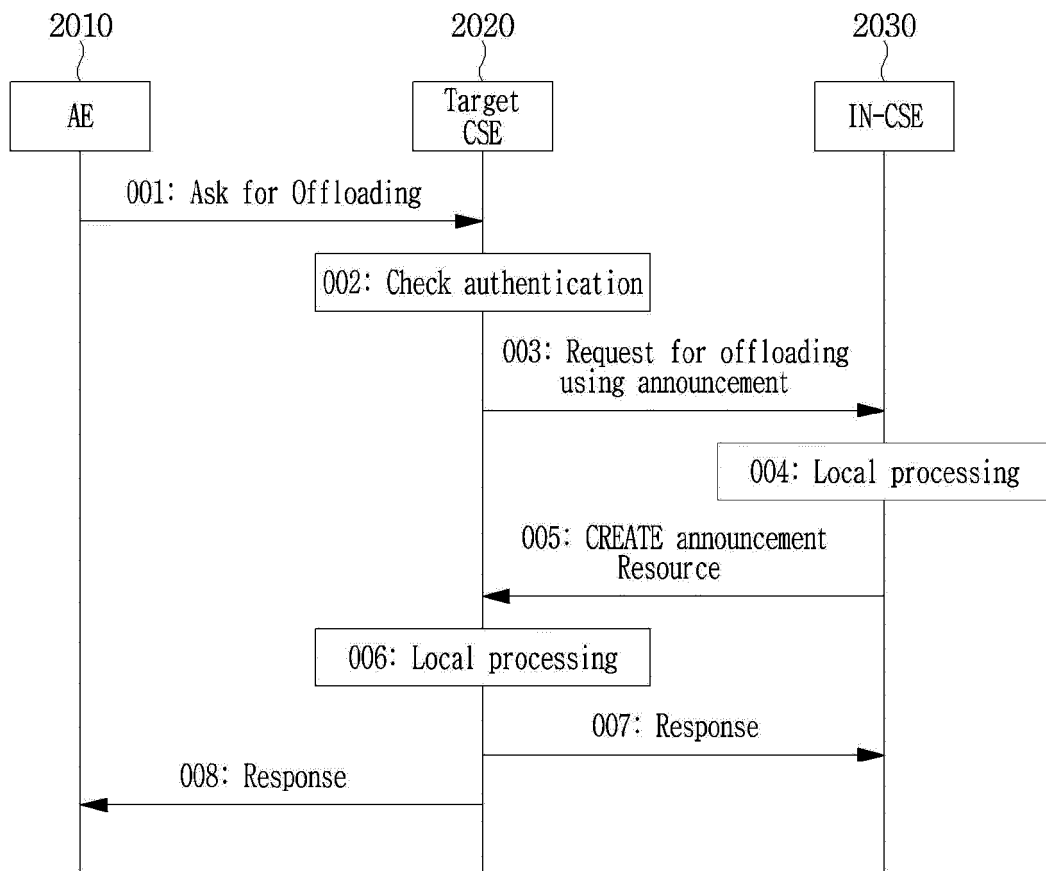 2010
2020
2030
AE
Target
CSE
IN-CSE
001: Ask for Offloading
002: Check authentication
003: Request for offloading
using announcement
004: Local processing
005: CREATE announcement
Resource
006: Local processing
007: Response
008: Response